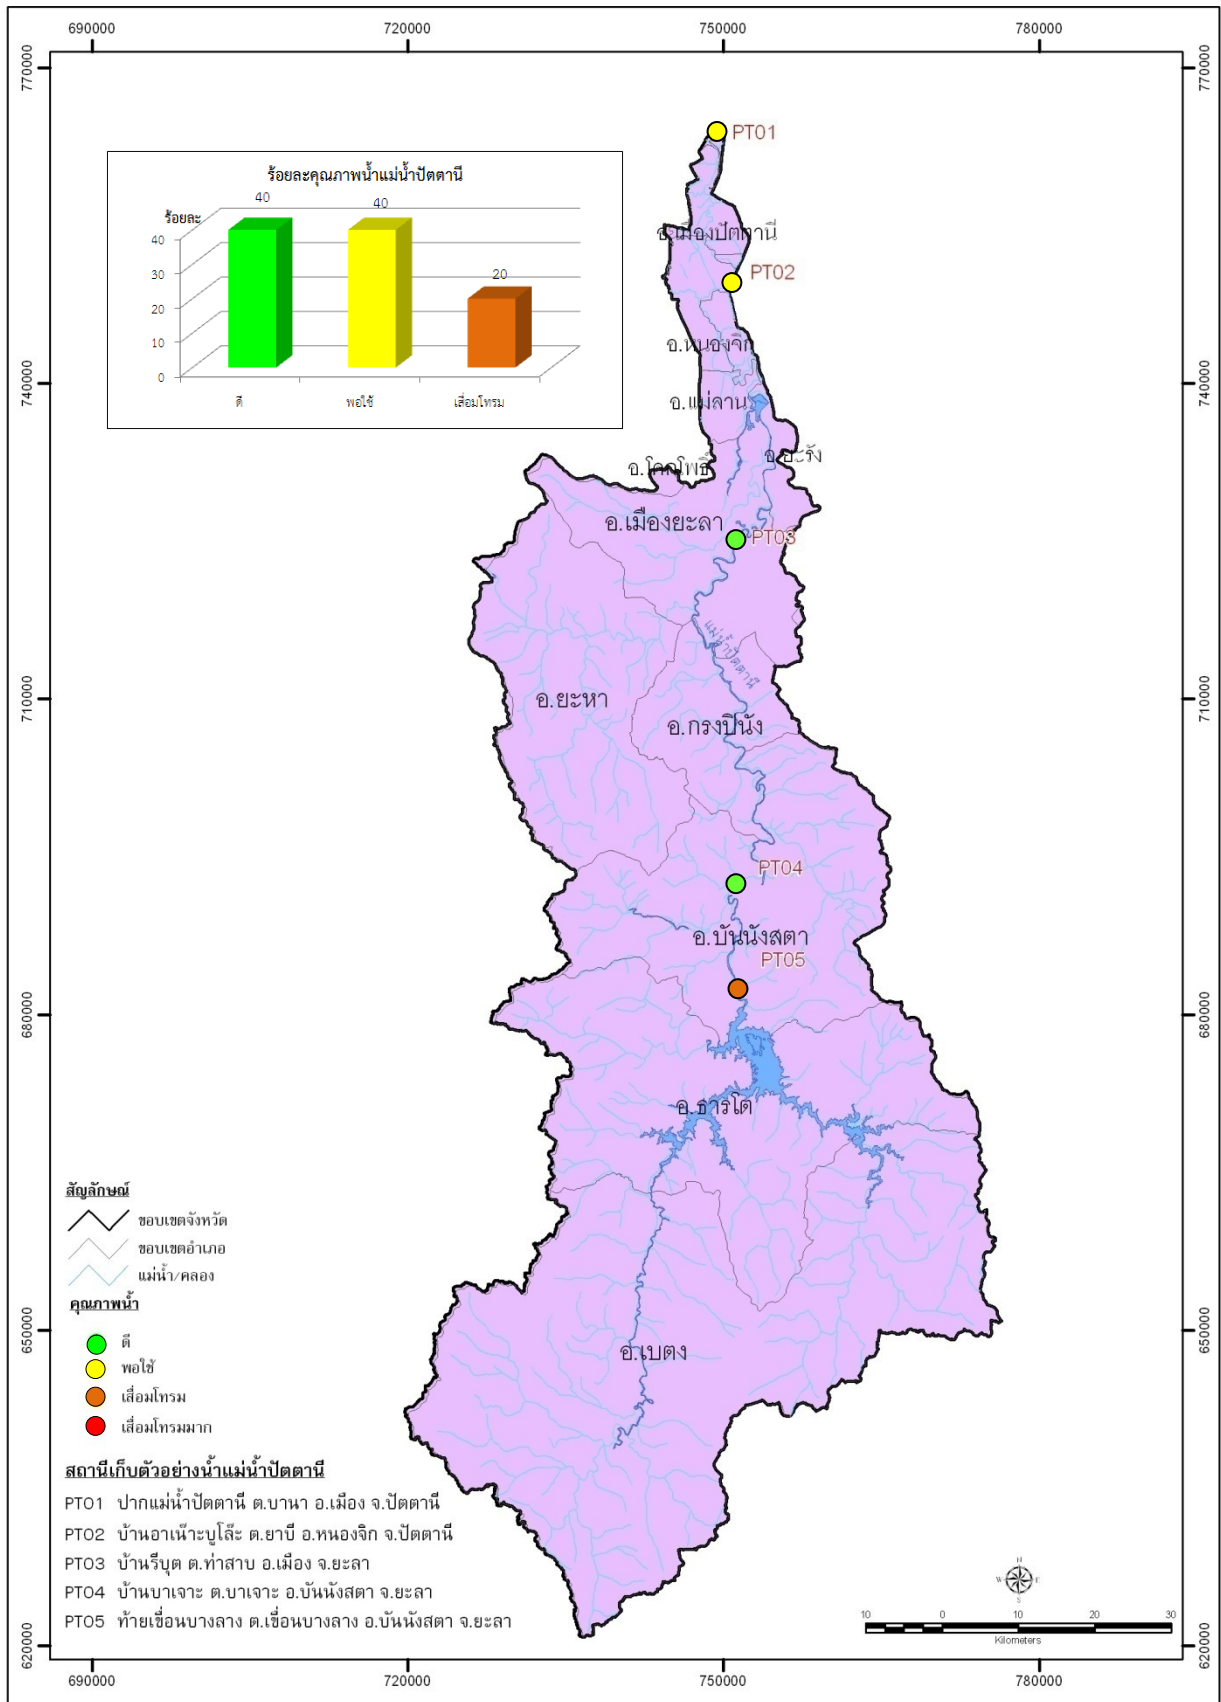 690000
720000
750000
780000
770000
770000
PT01
ร้อยละคุณภาพน้ำแม่น้ำปัตตานี
40
40
20
ร้อยละ
40
30
20
10
0
ดี
พอใช้
เสื่อมโทรม
อ.เมืองปัตตานี
PT02
อ.หนองจิก
740000
740000
อ.แม่ลาน
อ.ยะรัง
อ.โคกโพธิ์
อ.เมืองยะลา
PT03
แม่น้ำปัตตานี
710000
710000
อ.ยะหา
อ.กรงปินัง
PT04
อ.บันนังสตา
PT05
680000
680000
อ.ธารโต
650000
650000
อ.เบตง
สัญลักษณ์
ขอบเขตจังหวัด
ขอบเขตอำเภอ
แม่น้ำ/คลอง
คุณภาพน้ำ
ดี
พอใช้
เสื่อมโทรม
เสื่อมโทรมมาก
สถานีเก็บตัวอย่างน้ำแม่น้ำปัตตานี
PT01 ปากแม่น้ำปัตตานี ต.บานา อ.เมือง จ.ปัตตานี
PT02 บ้านอาเน๊าะบูโล๊ะ ต.ยาบี อ.หนองจิก จ.ปัตตานี
PT03 บ้านรีบุต ต.ท่าสาบ อ.เมือง จ.ยะลา
PT04 บ้านบาเจาะ ต.บาเจาะ อ.บันนังสตา จ.ยะลา
PT05 ท้ายเขื่อนบางลาง ต.เขื่อนบางลาง อ.บันนังสตา จ.ยะลา
N
W E
S
10 0 10 20 30
Kilometers
620000
620000
690000
720000
750000
780000